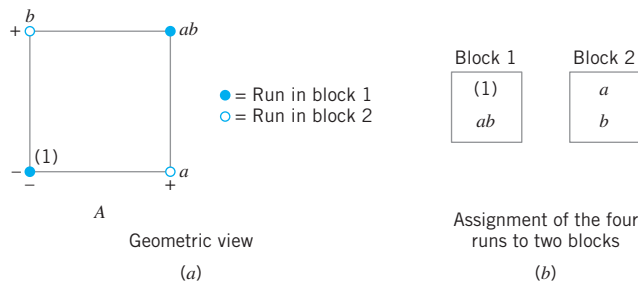 b
+
ab
= Run in block 1
= Run in block 2
(1)
−
a
−
+
A
Geometric view
(a)
Block 1
(1)
ab
Block 2
a
b
Assignment of the four
runs to two blocks
(b)